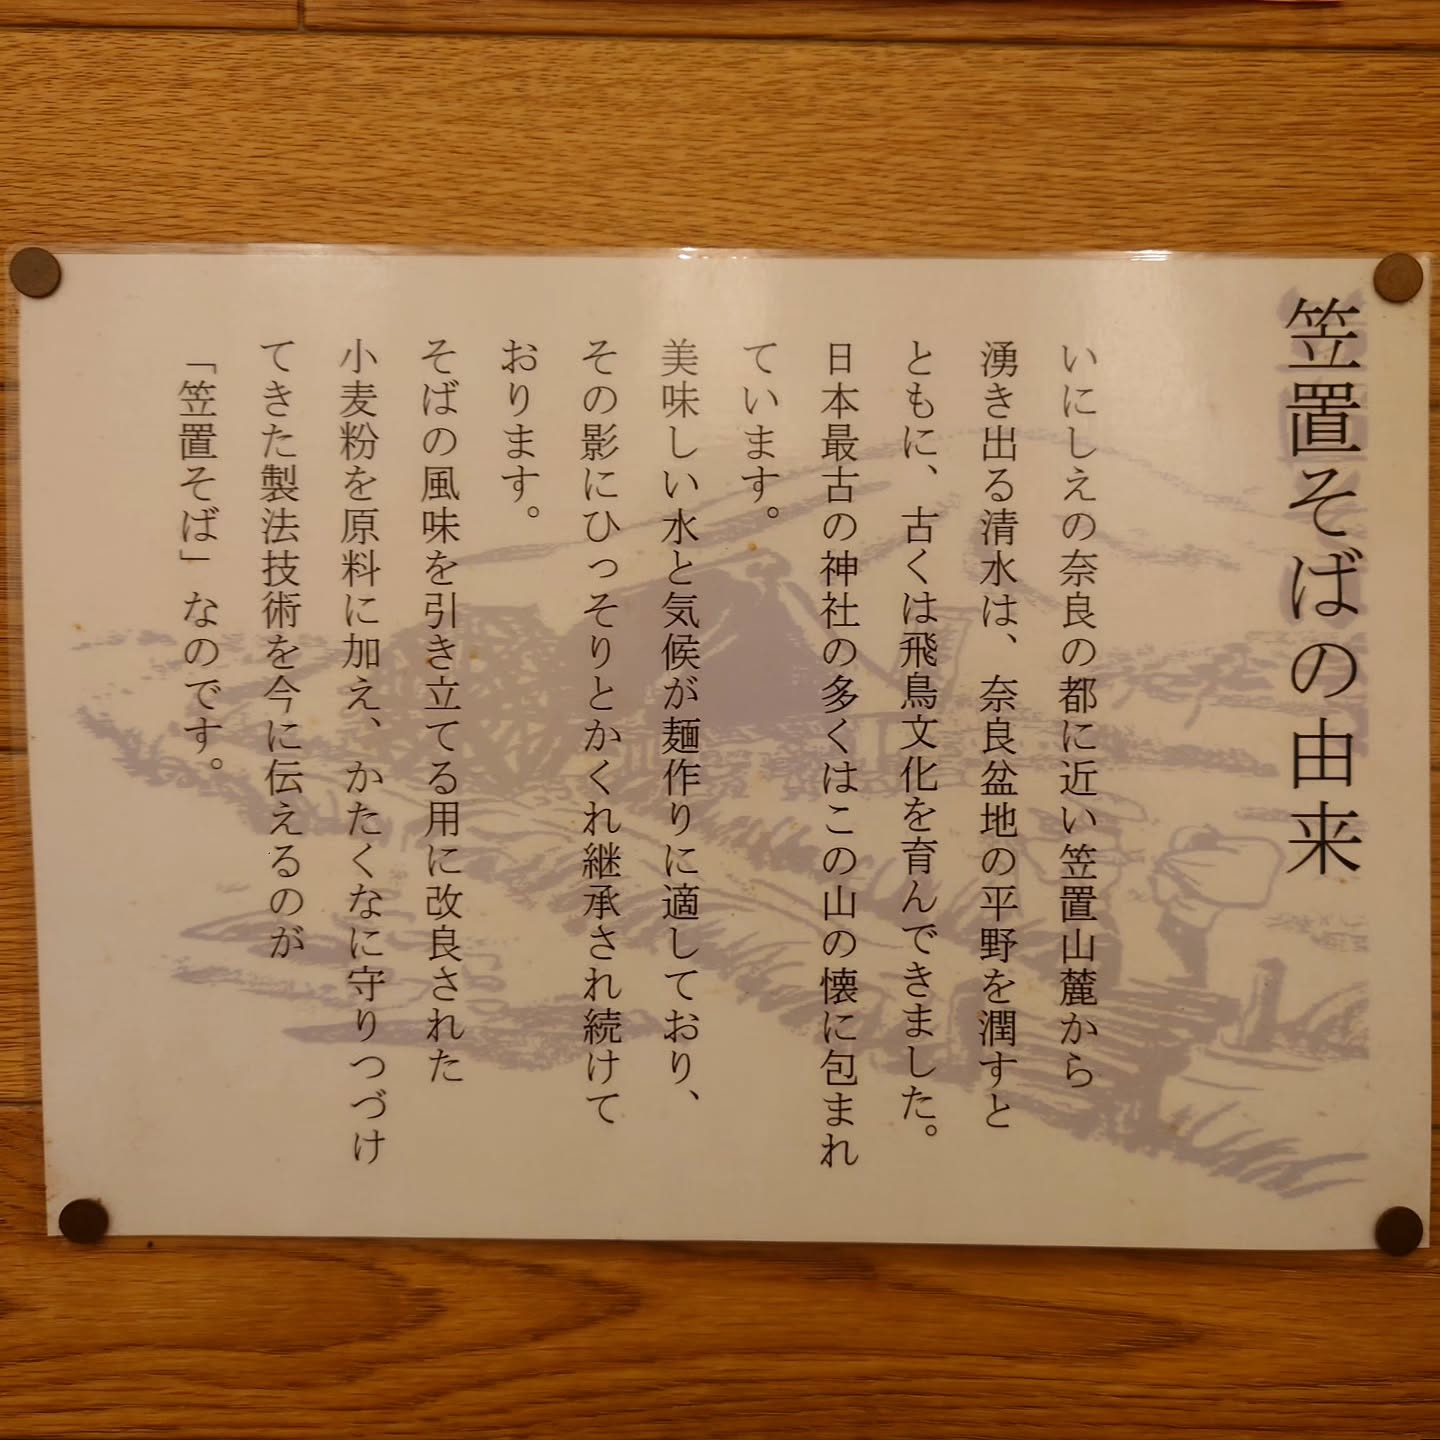 笠置そばの由来
いにしえの奈良の都に近い笠置山麓から
湧き出る清水は、奈良盆地の平野を潤すと
ともに、古くは飛鳥文化を育んできました。
日本最古の神社の多くはこの山の懐に包まれ
ています。
美味しい水と気候が麺作りに適しており、
その影にひっそりとかくれ継承され続けて
おります。
そばの風味を引き立てる用に改良された
小麦粉を原料に加え、かたくなに守りつづけ
てきた製法技術を今に伝えるのが
「笠置そば」なのです。